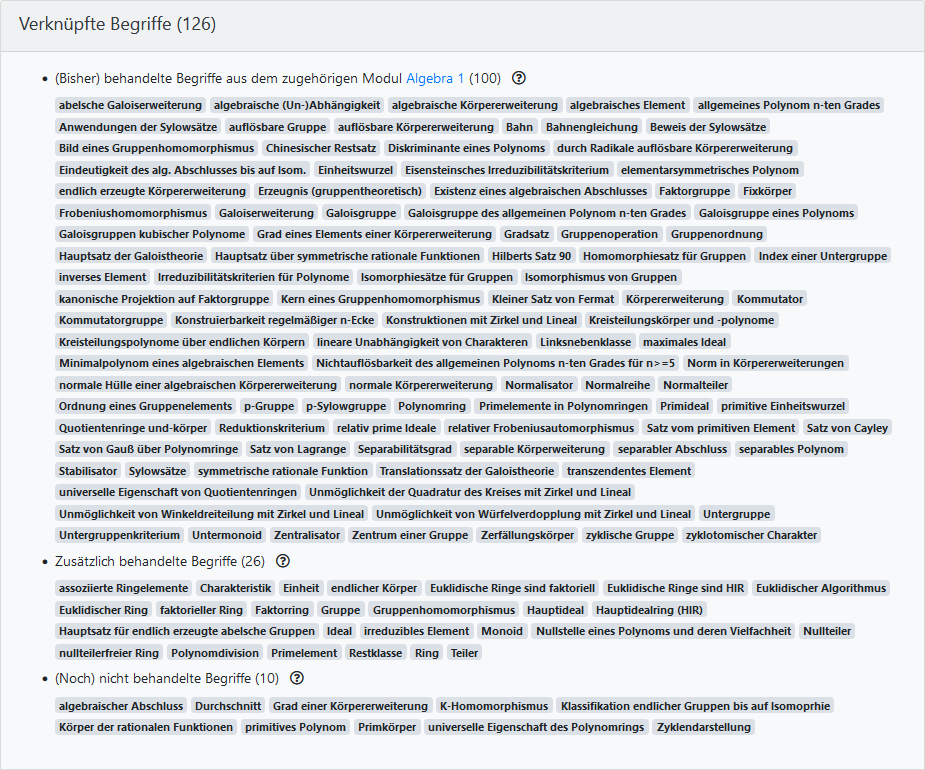 Verknüpfte Begriffe (126)
• (Bisher) behandelte Begriffe aus dem zugehörigen Modul Algebra 1 (100)
abelsche Galoiserweiterung algebraische (Un-)Abhängigkeit algebraische Körpererweiterung algebraisches Element allgemeines Polynom n-ten Grades
Anwendungen der Sylowsätze auflösbare Gruppe auflösbare Körpererweiterung Bahn Bahnengleichung Beweis der Sylowsätze
Bild eines Gruppenhomomorphismus Chinesischer Restsatz Diskriminante eines Polynoms durch Radikale auflösbare Körpererweiterung
Eindeutigkeit des alg. Abschlusses bis auf Isom. Einheitswurzel Eisensteinsches Irreduzibilitätskriterium elementarsymmetrisches Polynom
endlich erzeugte Körpererweiterung Erzeugnis (gruppentheoretisch) Existenz eines algebraischen Abschlusses Faktorgruppe Fixkörper
Frobeniushomomorphismus Galoiserweiterung Galoisgruppe Galoisgruppe des allgemeinen Polynom n-ten Grades Galoisgruppe eines Polynoms
Galoisgruppen kubischer Polynome Grad eines Elements einer Körpererweiterung Gradsatz Gruppenoperation Gruppenordnung
Hauptsatz der Galoistheorie Hauptsatz über symmetrische rationale Funktionen Hilberts Satz 90 Homomorphiesatz für Gruppen Index einer Untergruppe
inverses Element Irreduzibilitätskriterien für Polynome Isomorphiesätze für Gruppen Isomorphismus von Gruppen
kanonische Projektion auf Faktorgruppe Kern eines Gruppenhomomorphismus Kleiner Satz von Fermat Körpererweiterung Kommutator
Kommutatorgruppe Konstruierbarkeit regelmäßiger n-Ecke Konstruktionen mit Zirkel und Lineal Kreisteilungskörper und -polynome
Kreisteilungspolynome über endlichen Körpern lineare Unabhängigkeit von Charakteren Linksnebenklasse maximales Ideal
Minimalpolynom eines algebraischen Elements Nichtauflösbarkeit des allgemeinen Polynoms n-ten Grades für n>=5 Norm in Körpererweiterungen
normale Hülle einer algebraischen Körpererweiterung normale Körpererweiterung Normalisator Normalreihe Normalteiler
Ordnung eines Gruppenelements p-Gruppe p-Sylowgruppe Polynomring Primelemente in Polynomringen Primideal primitive Einheitswurzel
Quotientenringe und-körper Reduktionskriterium relativ prime Ideale relativer Frobeniusautomorphismus Satz vom primitiven Element Satz von Cayley
Satz von Gauß über Polynomringe Satz von Lagrange Separabilitätsgrad separable Körpererweiterung separabler Abschluss separables Polynom
Stabilisator Sylowsätze symmetrische rationale Funktion Translationssatz der Galoistheorie transzendentes Element
universelle Eigenschaft von Quotientenringen Unmöglichkeit der Quadratur des Kreises mit Zirkel und Lineal
Unmöglichkeit von Winkeldreiteilung mit Zirkel und Lineal Unmöglichkeit von Würfelverdopplung mit Zirkel und Lineal Untergruppe
Untergruppenkriterium Untermonoid Zentralisator Zentrum einer Gruppe Zerfällungskörper zyklische Gruppe zyklotomischer Charakter
• Zusätzlich behandelte Begriffe (26)
assoziierte Ringelemente Charakteristik Einheit endlicher Körper Euklidische Ringe sind faktoriell Euklidische Ringe sind HIR Euklidischer Algorithmus
Euklidischer Ring faktorieller Ring Faktorring Gruppe Gruppenhomomorphismus Hauptideal Hauptidealring (HIR)
Hauptsatz für endlich erzeugte abelsche Gruppen Ideal irreduzibles Element Monoid Nullstelle eines Polynoms und deren Vielfachheit Nullteiler
nullteilerfreier Ring Polynomdivision Primelement Restklasse Ring Teiler
• (Noch) nicht behandelte Begriffe (10)
algebraischer Abschluss Durchschnitt Grad einer Körpererweiterung K-Homomorphismus Klassifikation endlicher Gruppen bis auf Isomoprhie
Körper der rationalen Funktionen primitives Polynom Primkörper universelle Eigenschaft des Polynomrings Zyklendarstellung